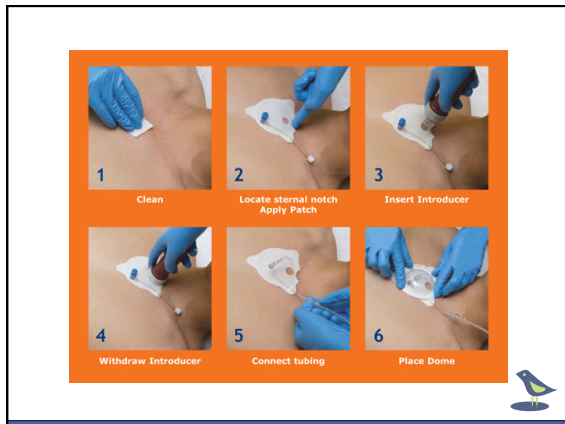 1
Clean
2
Locate sternal notch
Apply Patch
3
Insert Introducer
4
Withdraw Introducer
5
Connect tubing
6
Place Dome